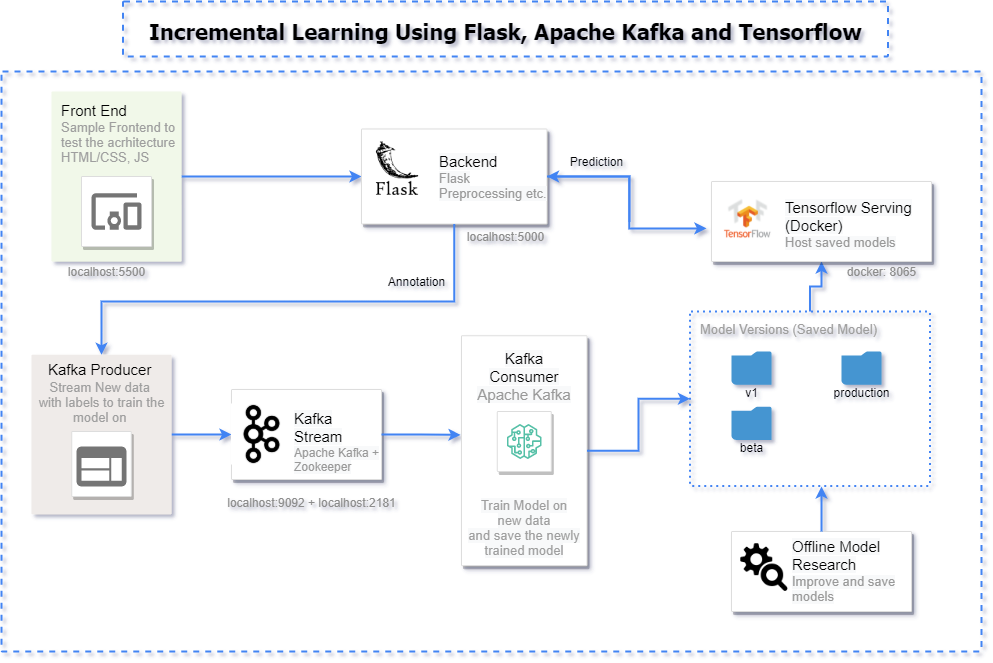 Incremental Learning Using Flask, Apache Kafka and Tensorflow
Front End
Sample Frontend to
test the acrhitecture
HTML/CSS, JS
localhost:5500
Flask
Backend
Flask
Preprocessing etc.
localhost:5000
Prediction
TensorFlow
Tensorflow Serving
(Docker)
Host saved models
docker: 8065
Annotation
Kafka Producer
Stream New data
with labels to train the
model on
Kafka
Stream
Apache Kafka +
Zookeeper
localhost:9092 + localhost:2181
Kafka
Consumer
Apache Kafka
Train Model on
new data
and save the newly
trained model
Model Versions (Saved Model)
v1
production
beta
Offline Model
Research
Improve and save
models